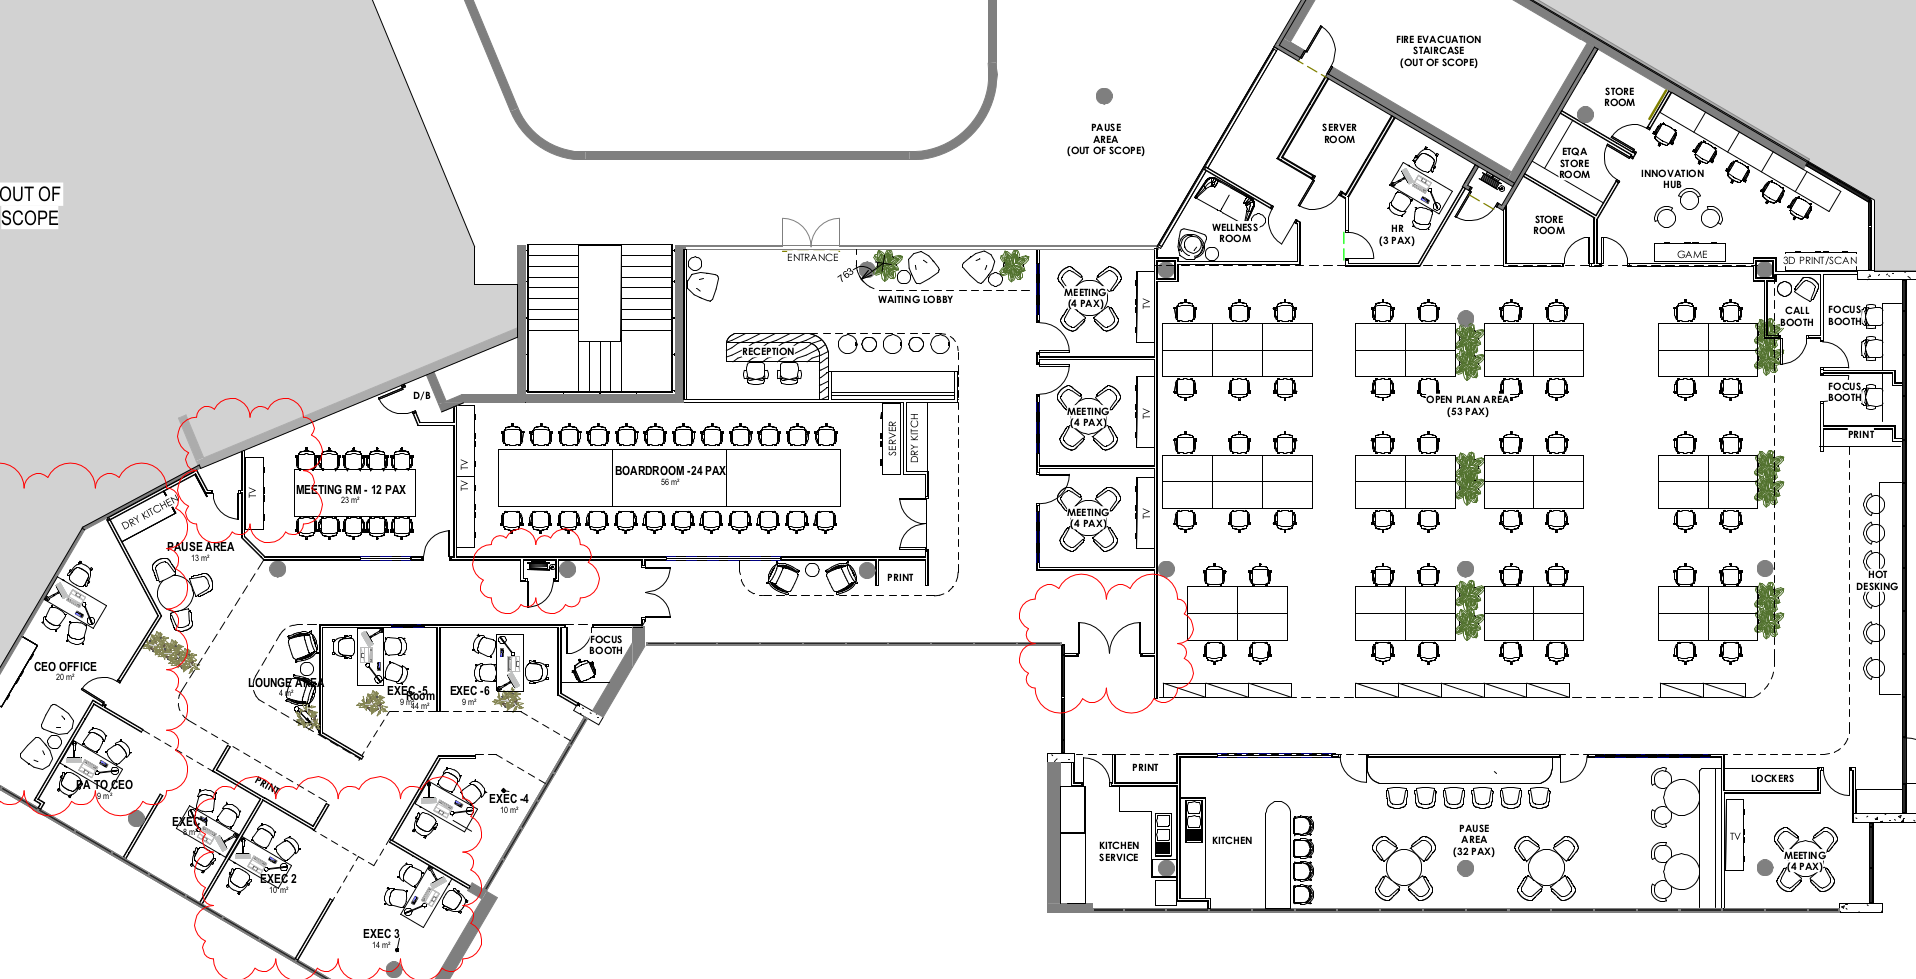 FIRE EVACUATION
STAIRCASE
(OUT OF SCOPE)
STORE
ROOM
PAUSE
AREA
(OUT OF SCOPE)
SERVER
ROOM
ETQA
STORE
ROOM
INNOVATION
HUB
OUT OF
SCOPE
WELLNESS
ROOM
HR
(3 PAX)
STORE
ROOM
GAME
3D PRINT/SCAN
ENTRANCE
763
WAITING LOBBY
MEETING
(4 PAX)
TV
CALL
BOOTH
FOCUS
BOOTH
RECEPTION
D/B
MEETING
(4 PAX)
TV
OPEN PLAN AREA
(53 PAX)
FOCUS
BOOTH
PRINT
SERVER
DRY KITCH
TV
TV
BOARDROOM -24 PAX
56 m²
TV
MEETING RM - 12 PAX
23 m²
MEETING
(4 PAX)
TV
DRY KITCHEN
PAUSE AREA
13 m²
PRINT
HOT
DESKING
FOCUS
BOOTH
CEO OFFICE
20 m²
LOUNGE AREA
4 m²
EXEC -5
9 m²
Room
44 m²
EXEC -6
9 m²
PA TO CEO
9 m²
PRINT
EXEC 1
8 m²
EXEC -4
10 m²
EXEC 2
10 m²
EXEC 3
14 m²
PRINT
LOCKERS
KITCHEN
SERVICE
KITCHEN
PAUSE
AREA
(32 PAX)
TV
MEETING
(4 PAX)